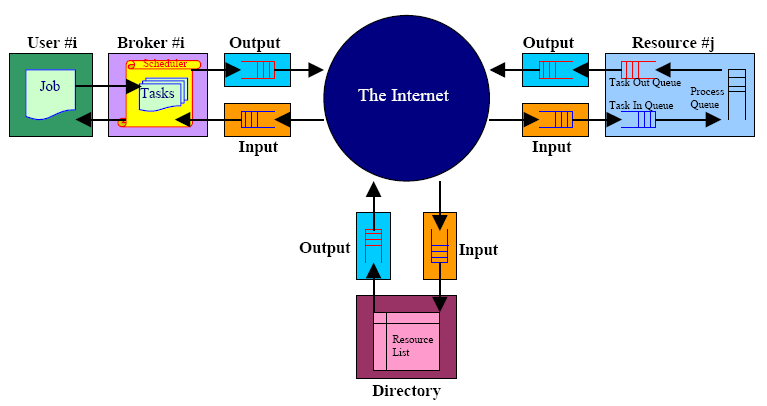 User #i
Broker #i
Output
Output
Resource #j
Scheduler
Job
Tasks
The Internet
Task Out Queue
Process
Queue
Task In Queue
Input
Input
Output
Input
Resource
List
Directory